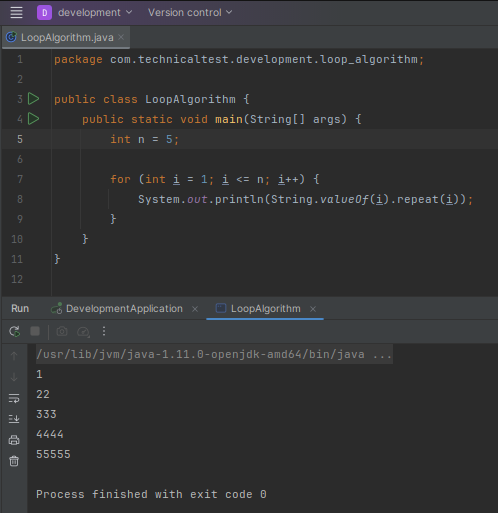 D development Version control
LoopAlgorithm.java
1 package com.technicaltest.development.loop_algorithm;
2
3 public class LoopAlgorithm {
4 public static void main(String[] args) {
5 int n = 5;
6
7 for (int i = 1; i <= n; i++) {
8 System.out.println(String.valueOf(i).repeat(i));
9 }
10 }
11 }
12
Run DevelopmentApplication LoopAlgorithm
/usr/lib/jvm/java-1.11.0-openjdk-amd64/bin/java ...
1
22
333
4444
55555
Process finished with exit code 0